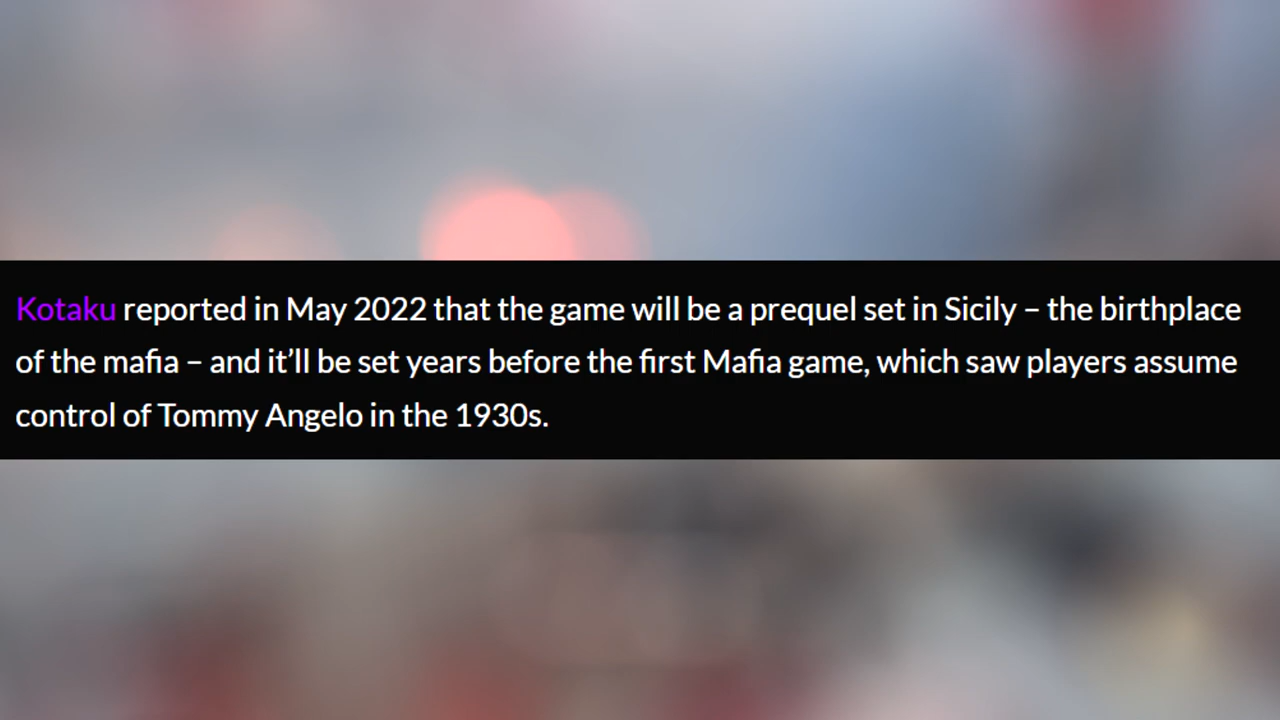 Kotaku reported in May 2022 that the game will be a prequel set in Sicily – the birthplace
of the mafia – and it’ll be set years before the first Mafia game, which saw players assume
control of Tommy Angelo in the 1930s.